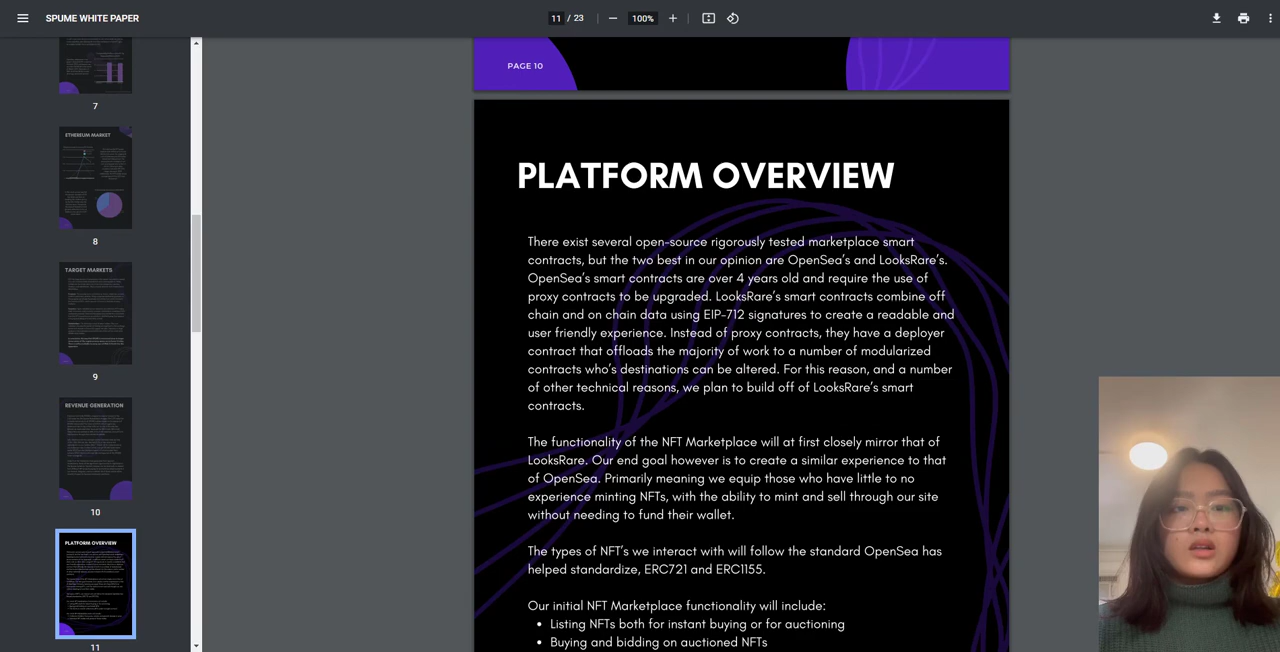 SPUME WHITE PAPER
11 / 23
100%
7
ETHEREUM MARKET
8
TARGET MARKETS
9
REVENUE GENERATION
10
PLATFORM OVERVIEW
11
PAGE 10
PLATFORM OVERVIEW
There exist several open-source rigorously tested marketplace smart
contracts, but the two best in our opinion are OpenSea's and LooksRare's.
OpenSea's smart contracts are over 4 years old and require the use of
proxy contracts to be upgraded. LooksRare's smart contracts combine off
chain and on chain data using EIP-712 signatures to create a readable and
user friendly experience. Instead of proxy contracts, they have a deployer
contract that offloads the majority of work to a number of modularized
contracts who's destinations can be altered. For this reason, and a number
of other technical reasons, we plan to build off of LooksRare's smart
contracts.
The functionality of the NFT Marketplace will at first closely mirror that of
LooksRare. Our end goal however is to create a similar experience to that
of OpenSea. Primarily meaning we equip those who have little to no
experience minting NFTs, with the ability to mint and sell through our site
without needing to fund their wallet.
types of NFT's we interact with will follow the standard OpenSea has
standardize, ERC721 and ERC1155.
Our initial NFT Marketplace functionality will include:
• Listing NFTs both for instant buying or for auctioning
• Buying and bidding on auctioned NFTs